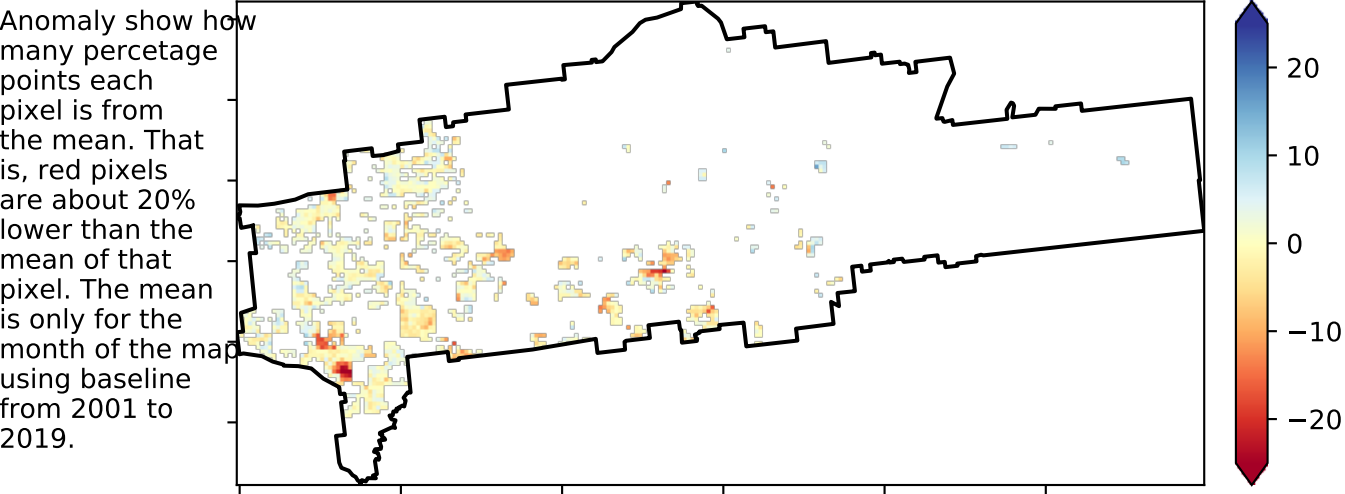 Anomaly show how
many percetage
points each
pixel is from
the mean. That
is, red pixels
are about 20%
lower than the
mean of that
pixel. The mean
is only for the
month of the map
using baseline
from 2001 to
2019.
20
10
0
−10
−20